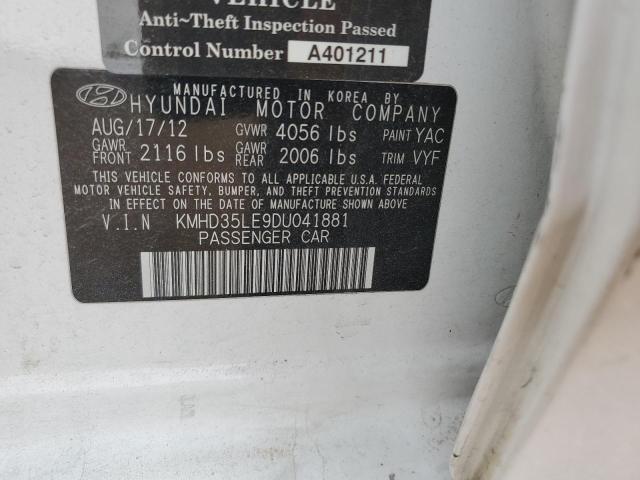 VEHICLE
Anti~Theft Inspection Passed
Control Number A401211
MANUFACTURED IN KOREA BY
HYUNDAI MOTOR COMPANY
AUG/17/12 GVWR 4056 lbs PAINT YAC
GAWR FRONT 2116 lbs GAWR REAR 2006 lbs TRIM VYF
THIS VEHICLE CONFORMS TO ALL APPLICABLE U.S.A. FEDERAL
MOTOR VEHICLE SAFETY, BUMPER, AND THEFT PREVENTION STANDARDS
IN EFFECT ON THE DATE OF MANUFACTURE SHOWN ABOVE
V.I.N KMHD35LE9DU041881
PASSENGER CAR